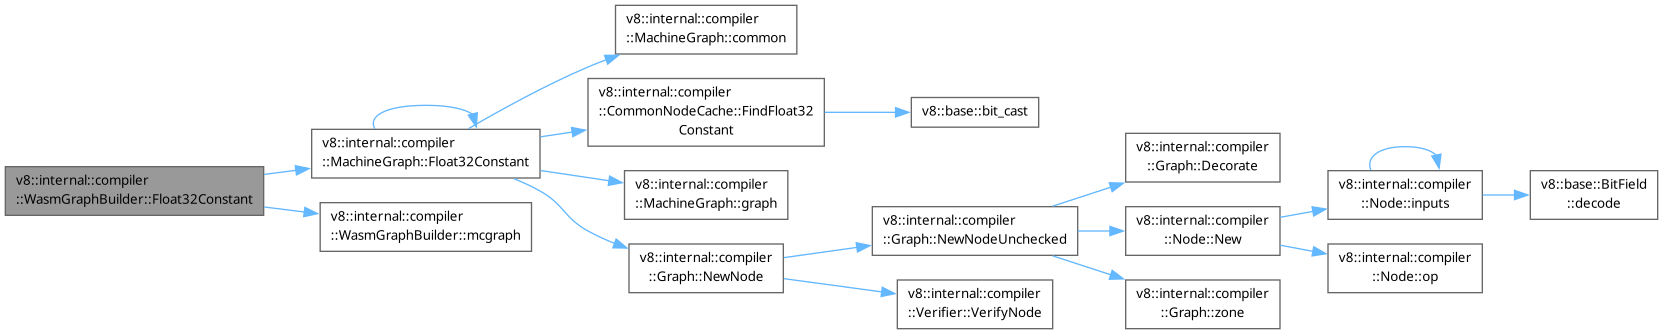 v8::internal::compiler
::WasmGraphBuilder::Float32Constant
v8::internal::compiler
::MachineGraph::Float32Constant
v8::internal::compiler
::WasmGraphBuilder::mcgraph
v8::internal::compiler
::MachineGraph::common
v8::internal::compiler
::CommonNodeCache::FindFloat32
Constant
v8::internal::compiler
::MachineGraph::graph
v8::internal::compiler
::Graph::NewNode
v8::base::bit_cast
v8::internal::compiler
::Graph::NewNodeUnchecked
v8::internal::compiler
::Verifier::VerifyNode
v8::internal::compiler
::Graph::Decorate
v8::internal::compiler
::Node::New
v8::internal::compiler
::Graph::zone
v8::internal::compiler
::Node::inputs
v8::internal::compiler
::Node::op
v8::base::BitField
::decode